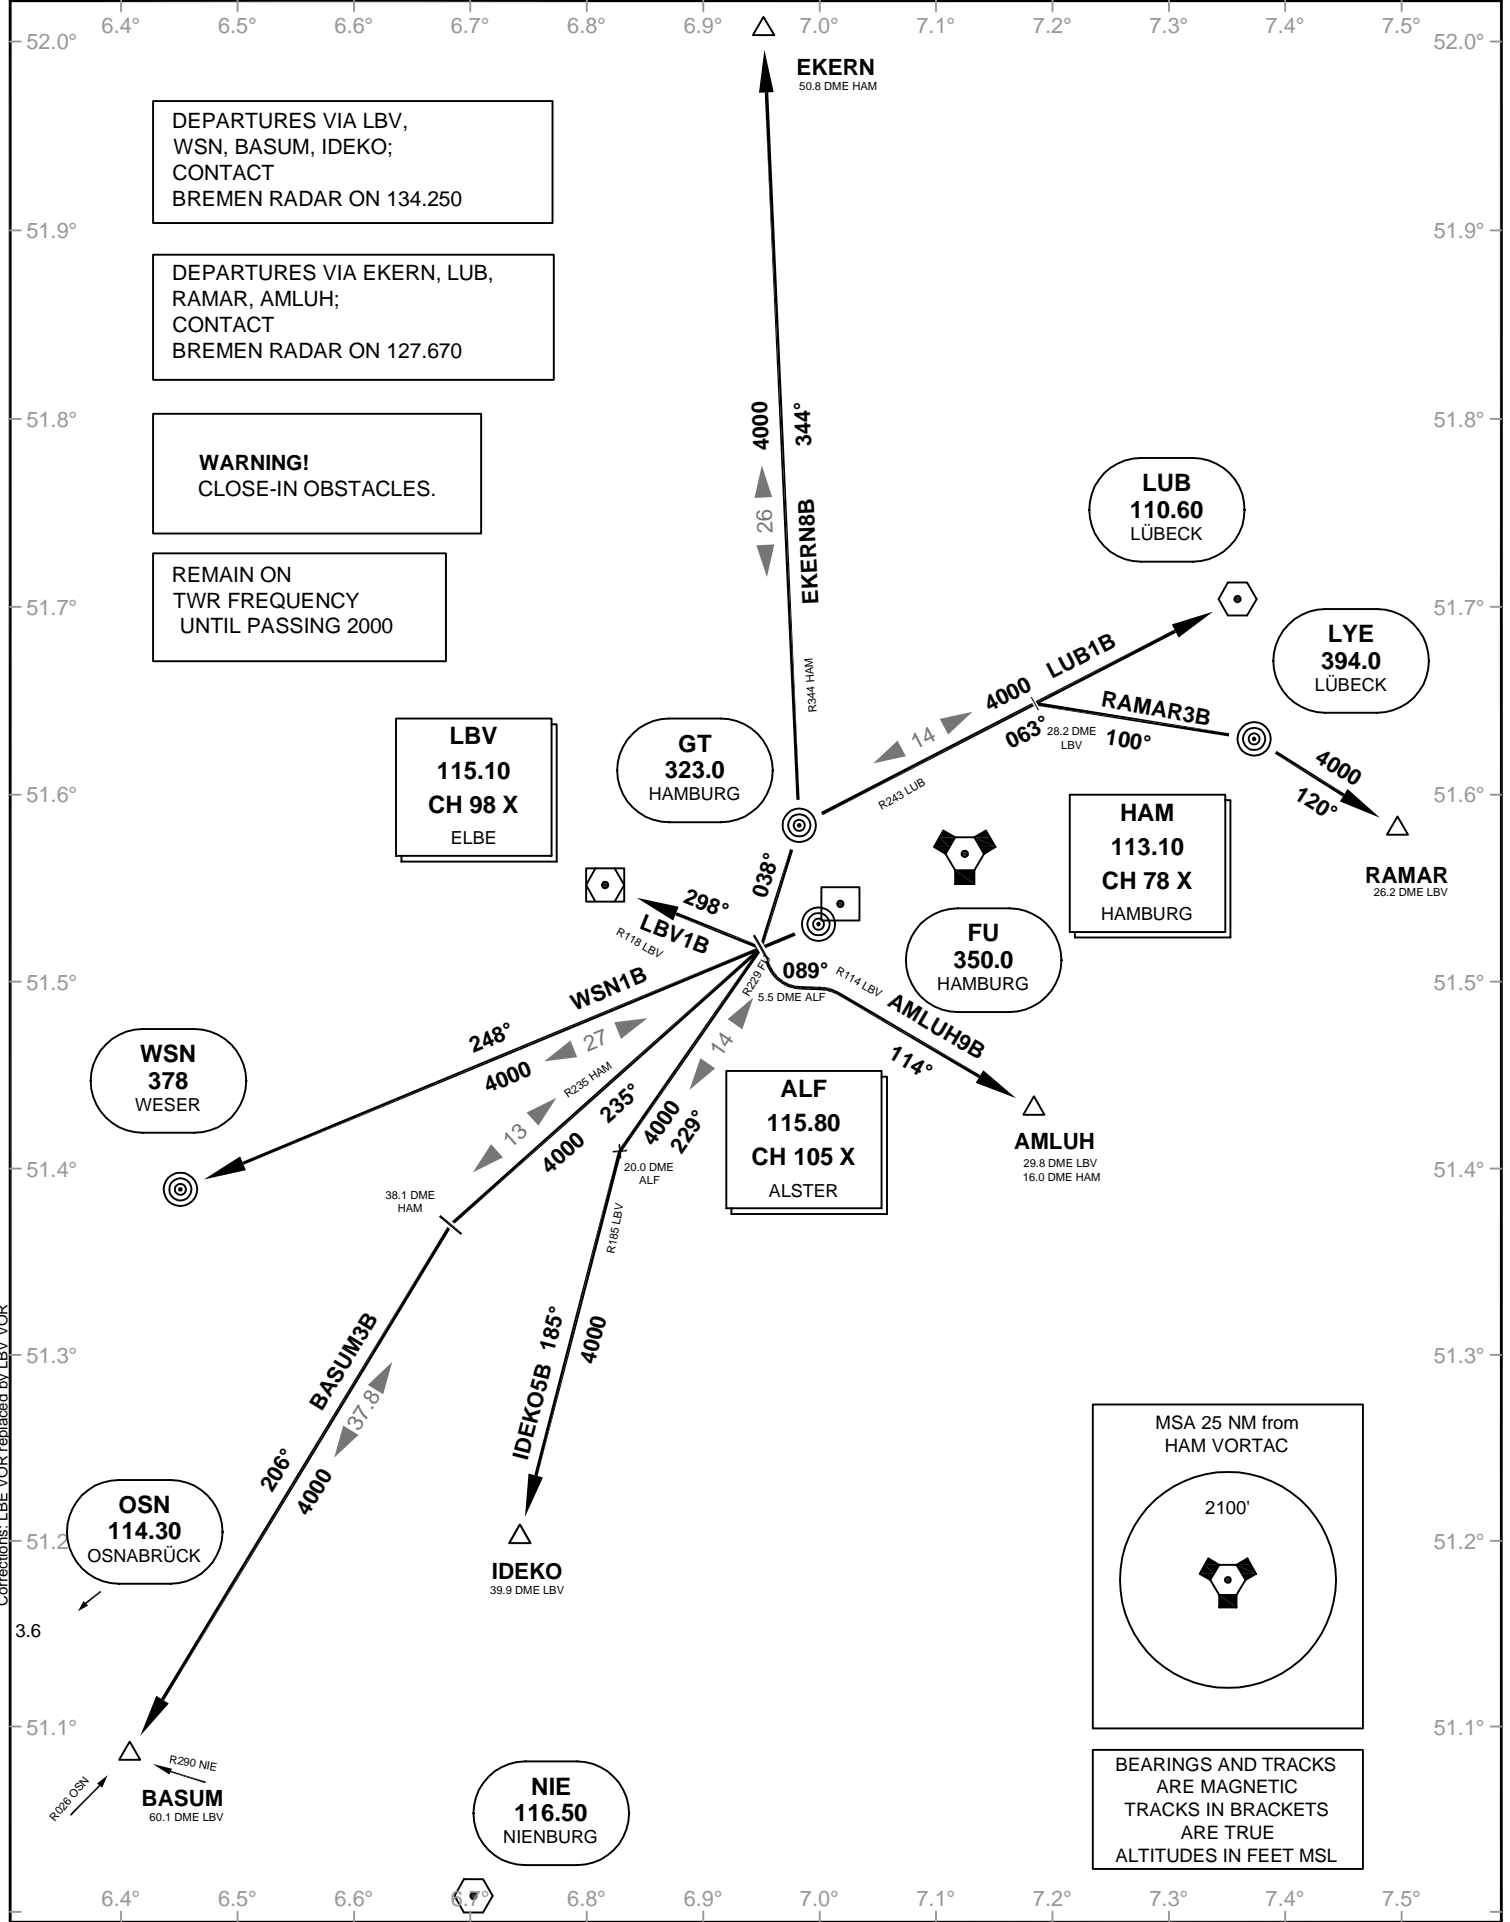 6.4° 6.5° 6.6° 6.7° 6.8° 6.9° 7.0° 7.1° 7.2° 7.3° 7.4° 7.5°
52.0° 52.0°
EKERN
50.8 DME HAM
DEPARTURES VIA LBV,
WSN, BASUM, IDEKO;
CONTACT
BREMEN RADAR ON 134.250
51.9° 51.9°
DEPARTURES VIA EKERN, LUB,
RAMAR, AMLUH;
CONTACT
BREMEN RADAR ON 127.670
51.8° 51.8°
WARNING!
CLOSE-IN OBSTACLES.
4000
344°
26
EKERN8B
R344 HAM
LUB
110.60
LÜBECK
REMAIN ON
TWR FREQUENCY
UNTIL PASSING 2000
51.7° 51.7°
LYE
394.0
LÜBECK
LUB1B
4000
14
063°
28.2 DME
LBV
R243 LUB
RAMAR3B
100°
4000
120°
RAMAR
26.2 DME LBV
LBV
115.10
CH 98 X
ELBE
GT
323.0
HAMBURG
51.6° 51.6°
HAM
113.10
CH 78 X
HAMBURG
038°
298°
LBV1B
R118 LBV
FU
350.0
HAMBURG
51.5° 51.5°
R229 FU
089°
5.5 DME ALF
R114 LBV
AMLUH9B
114°
AMLUH
29.8 DME LBV
16.0 DME HAM
WSN1B
248°
4000
27
WSN
378
WESER
R235 HAM
235°
13
4000
14
4000
229°
ALF
115.80
CH 105 X
ALSTER
51.4° 51.4°
20.0 DME
ALF
38.1 DME
HAM
R185 LBV
51.3° 51.3°
BASUM3B
37.8
206°
4000
IDEKO5B 185°
4000
Corrections: LBE VOR replaced by LBV VOR
MSA 25 NM from
HAM VORTAC
2100'
OSN
114.30
OSNABRÜCK
51.2 51.2°
IDEKO
39.9 DME LBV
3.6
51.1° 51.1°
R290 NIE
R026 OSN
BASUM
60.1 DME LBV
NIE
116.50
NIENBURG
BEARINGS AND TRACKS
ARE MAGNETIC
TRACKS IN BRACKETS
ARE TRUE
ALTITUDES IN FEET MSL
6.4° 6.5° 6.6° 6.7° 6.8° 6.9° 7.0° 7.1° 7.2° 7.3° 7.4° 7.5°